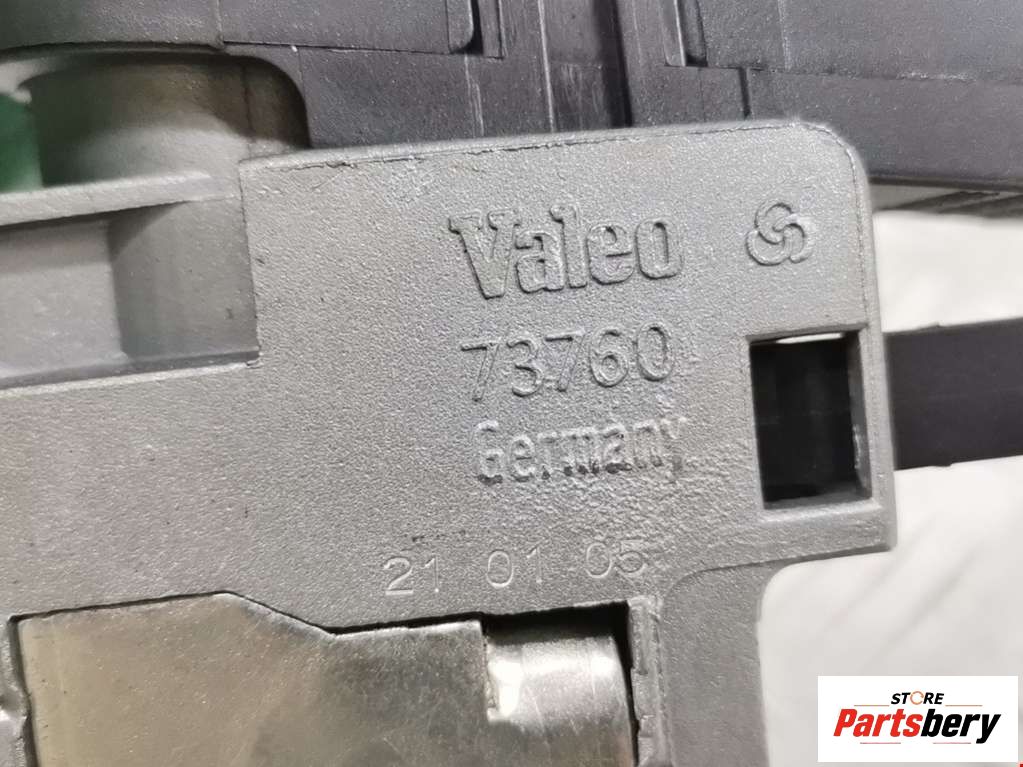 Valeo
73760
Germany
21 01 05
STORE
Partsbery